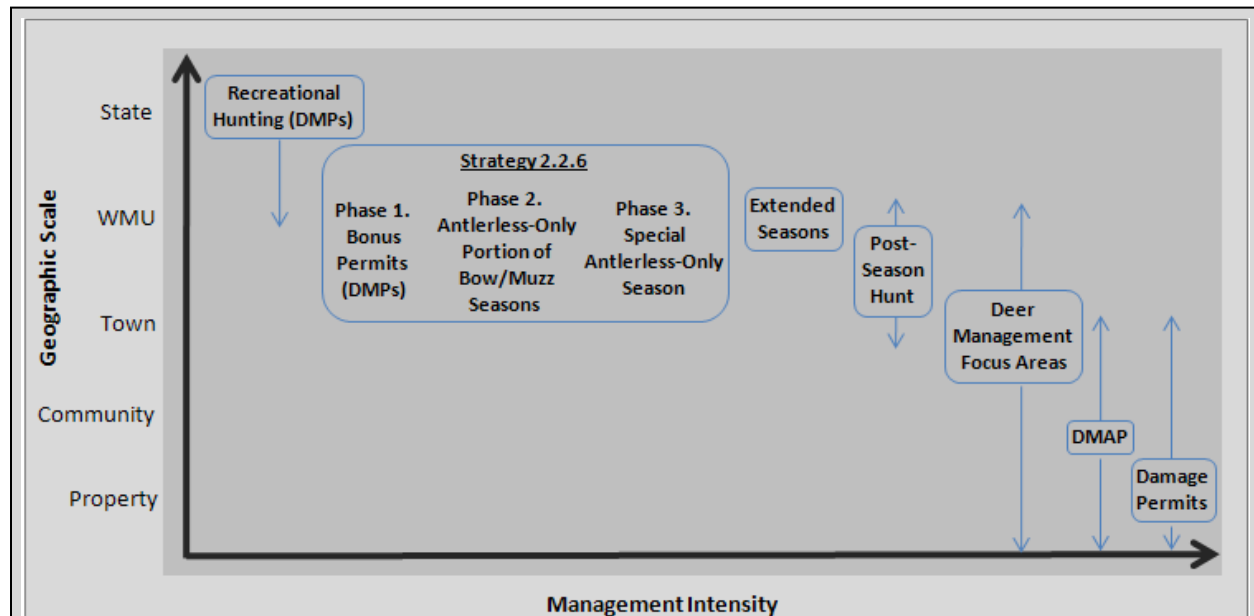 Geographic Scale
State
WMU
Town
Community
Property
Recreational
Hunting (DMPs)
Strategy 2.2.6
Phase 1.
Bonus
Permits
(DMPs)
Phase 2.
Antlerless-Only
Portion of
Bow/Muzz
Seasons
Phase 3.
Special
Antlerless-Only
Season
Extended
Seasons
Post-
Season
Hunt
Deer
Management
Focus Areas
DMAP
Damage
Permits
Management Intensity